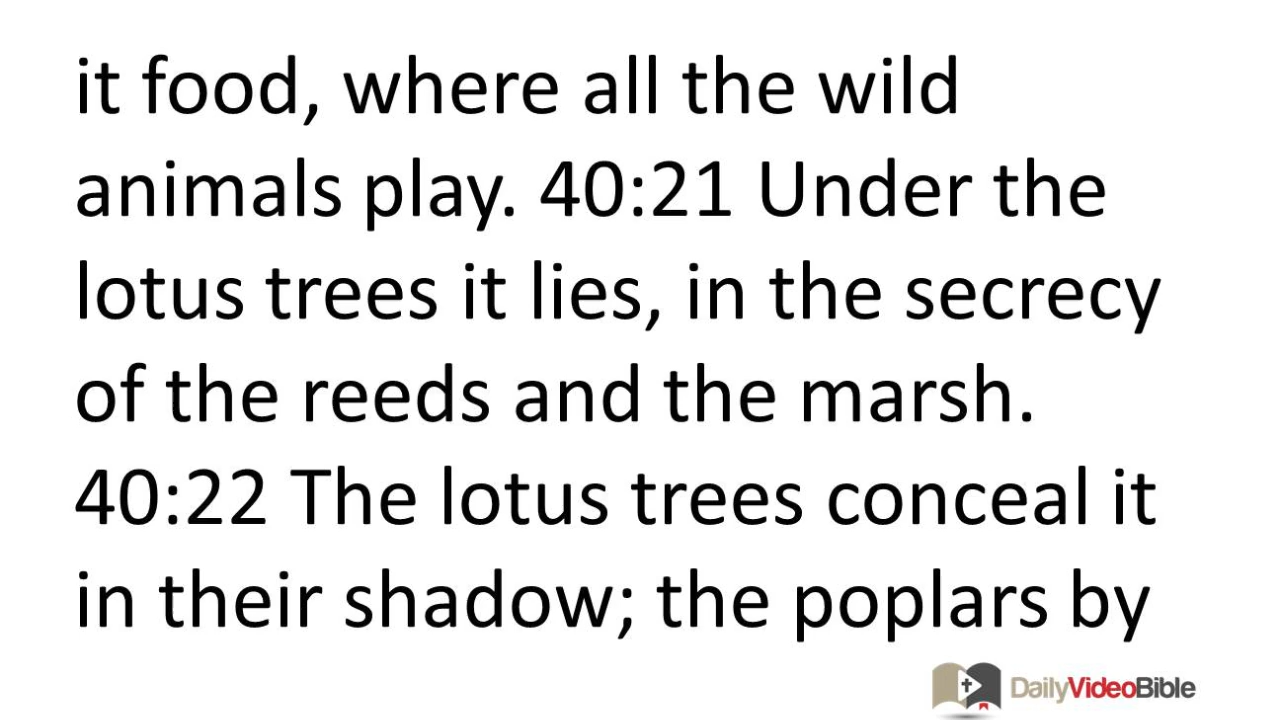 it food, where all the wild
animals play. 40:21 Under the
lotus trees it lies, in the secrecy
of the reeds and the marsh.
40:22 The lotus trees conceal it
in their shadow; the poplars by
DailyVideoBible